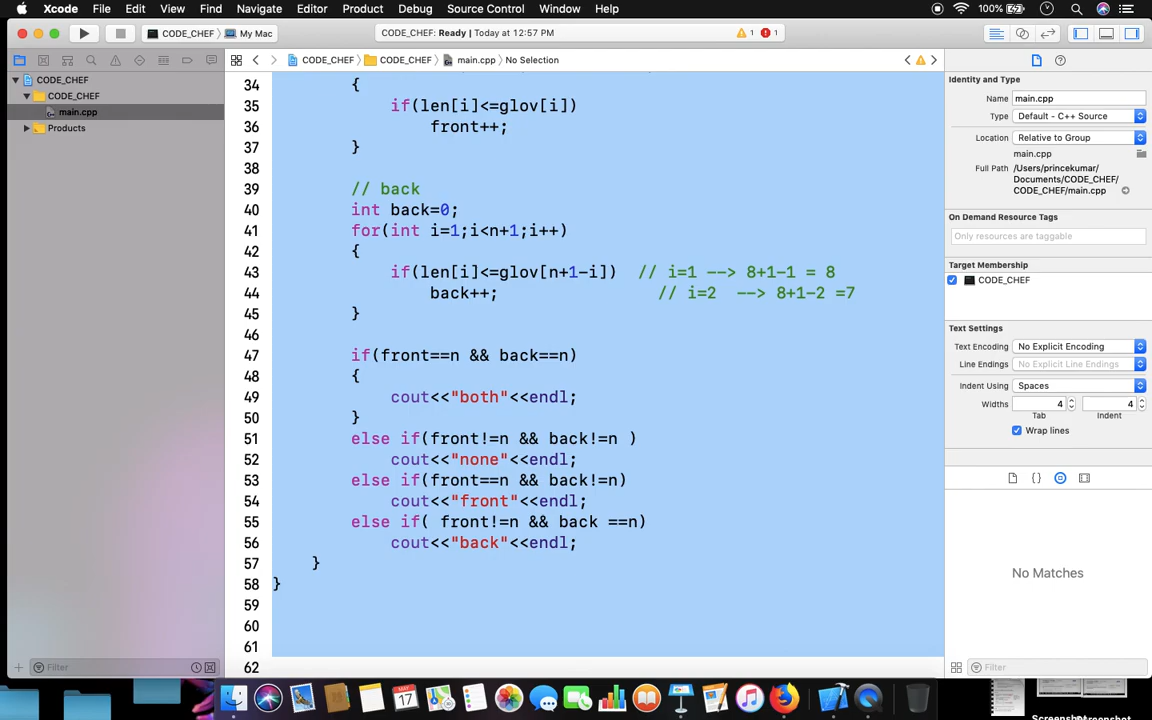 Xcode File Edit View Find Navigate Editor Product Debug Source Control Window Help 100%
CODE_CHEF My Mac CODE_CHEF: Ready | Today at 12:57 PM 1 1
CODE_CHEF CODE_CHEF main.cpp No Selection
CODE_CHEF
CODE_CHEF
main.cpp
Products
Filter
34 {
35 if(len[i]<=glov[i])
36 front++;
37 }
38
39 // back
40 int back=0;
41 for(int i=1;i<n+1;i++)
42 {
43 if(len[i]<=glov[n+1-i]) // i=1 --> 8+1-1 = 8
44 back++; // i=2 --> 8+1-2 =7
45 }
46
47 if(front==n && back==n)
48 {
49 cout<<"both"<<endl;
50 }
51 else if(front!=n && back!=n )
52 cout<<"none"<<endl;
53 else if(front==n && back!=n)
54 cout<<"front"<<endl;
55 else if( front!=n && back ==n)
56 cout<<"back"<<endl;
57 }
58 }
59
60
61
62
Identity and Type
Name main.cpp
Type Default - C++ Source
Location Relative to Group
main.cpp
Full Path /Users/princekumar/
Documents/CODE_CHEF/
CODE_CHEF/main.cpp
On Demand Resource Tags
Only resources are taggable
Target Membership
CODE_CHEF
Text Settings
Text Encoding No Explicit Encoding
Line Endings No Explicit Line Endings
Indent Using Spaces
Widths 4 4
Tab Indent
Wrap lines
{ }
No Matches
Filter
MAY
17